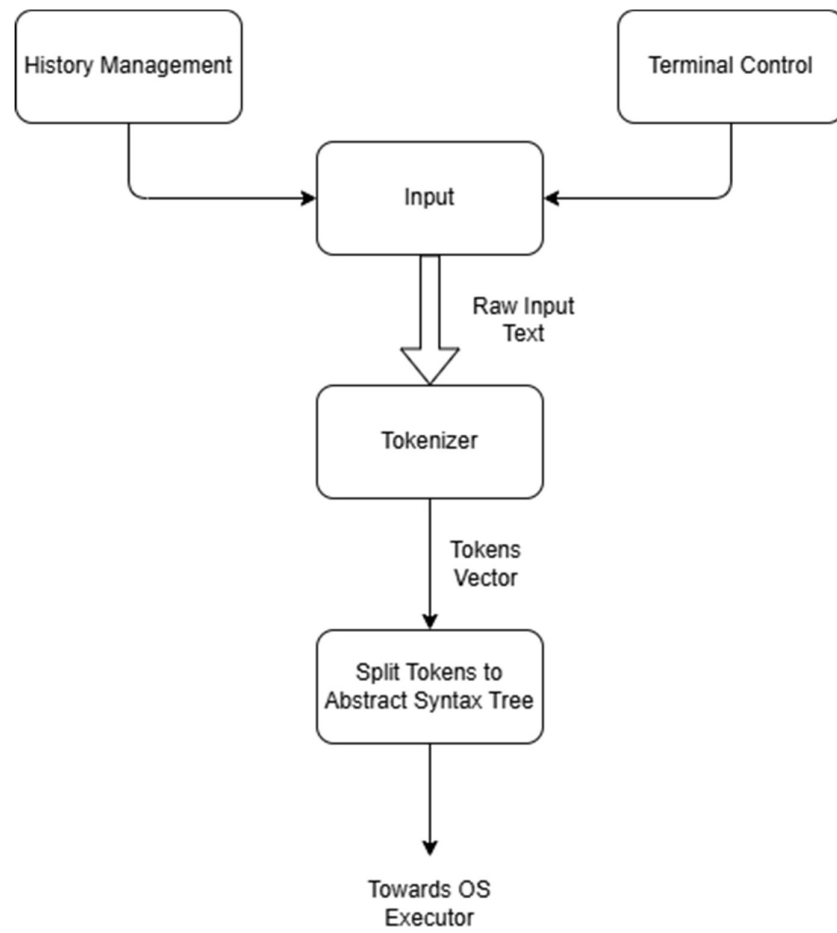 History Management
Terminal Control
Input
Raw Input
Text
Tokenizer
Tokens
Vector
Split Tokens to
Abstract Syntax Tree
Towards OS
Executor